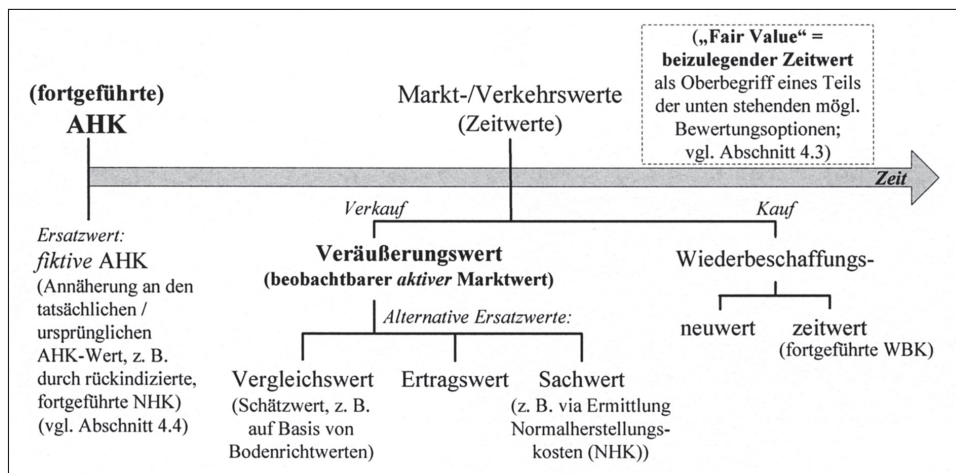 (fortgeführte)
AHK
Markt-/Verkehrswerte
(Zeitwerte)
(„Fair Value“ =
beizulegender Zeitwert
als Oberbegriff eines Teils
der unten stehenden mögl.
Bewertungsoptionen;
vgl. Abschnitt 4.3)
Zeit
Ersatzwert:
fiktive AHK
(Annäherung an den
tatsächlichen /
ursprünglichen
AHK-Wert, z. B.
durch rückindizierte,
fortgeführte NHK)
(vgl. Abschnitt 4.4)
Verkauf
Veräußerungswert
(beobachtbarer aktiver Marktwert)
Alternative Ersatzwerte:
Vergleichswert
(Schätzwert, z. B.
auf Basis von
Bodenrichtwerten)
Ertragswert
Sachwert
(z. B. via Ermittlung
Normalherstellungs-
kosten (NHK))
Kauf
Wiederbeschaffungs-
neuwert
zeitwert
(fortgeführte WBK)